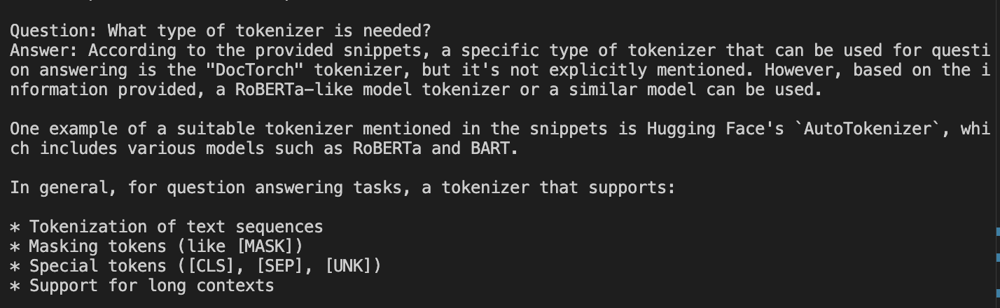 Question: What type of tokenizer is needed?
Answer: According to the provided snippets, a specific type of tokenizer that can be used for questi
on answering is the "DocTorch" tokenizer, but it's not explicitly mentioned. However, based on the i
nformation provided, a RoBERTa-like model tokenizer or a similar model can be used.
One example of a suitable tokenizer mentioned in the snippets is Hugging Face's `AutoTokenizer`, whi
ch includes various models such as RoBERTa and BART.
In general, for question answering tasks, a tokenizer that supports:
* Tokenization of text sequences
* Masking tokens (like [MASK])
* Special tokens ([CLS], [SEP], [UNK])
* Support for long contexts